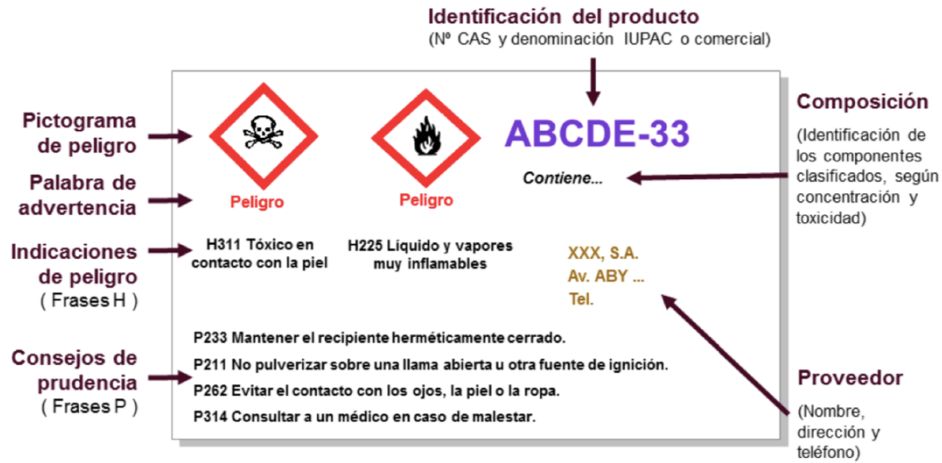 Identificación del producto
(Nº CAS y denominación IUPAC o comercial)
Pictograma
de peligro
Palabra de
advertencia
Indicaciones
de peligro
( Frases H )
Consejos de
prudencia
( Frases P )
Peligro
Peligro
ABCDE-33
Contiene...
H311 Tóxico en
contacto con la piel
H225 Líquido y vapores
muy inflamables
XXX, S.A.
Av. ABY ...
Tel.
P233 Mantener el recipiente herméticamente cerrado.
P211 No pulverizar sobre una llama abierta u otra fuente de ignición.
P262 Evitar el contacto con los ojos, la piel o la ropa.
P314 Consultar a un médico en caso de malestar.
Composición
(Identificación de
los componentes
clasificados, según
concentración y
toxicidad)
Proveedor
(Nombre,
dirección y
teléfono)